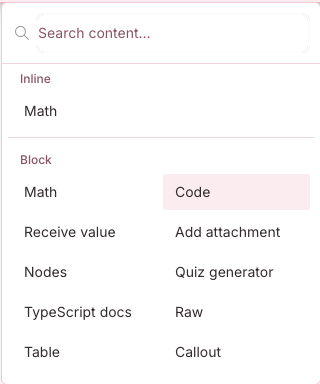 Search content...
Inline
Math
Block
Math
Code
Receive value
Add attachment
Nodes
Quiz generator
TypeScript docs
Raw
Table
Callout